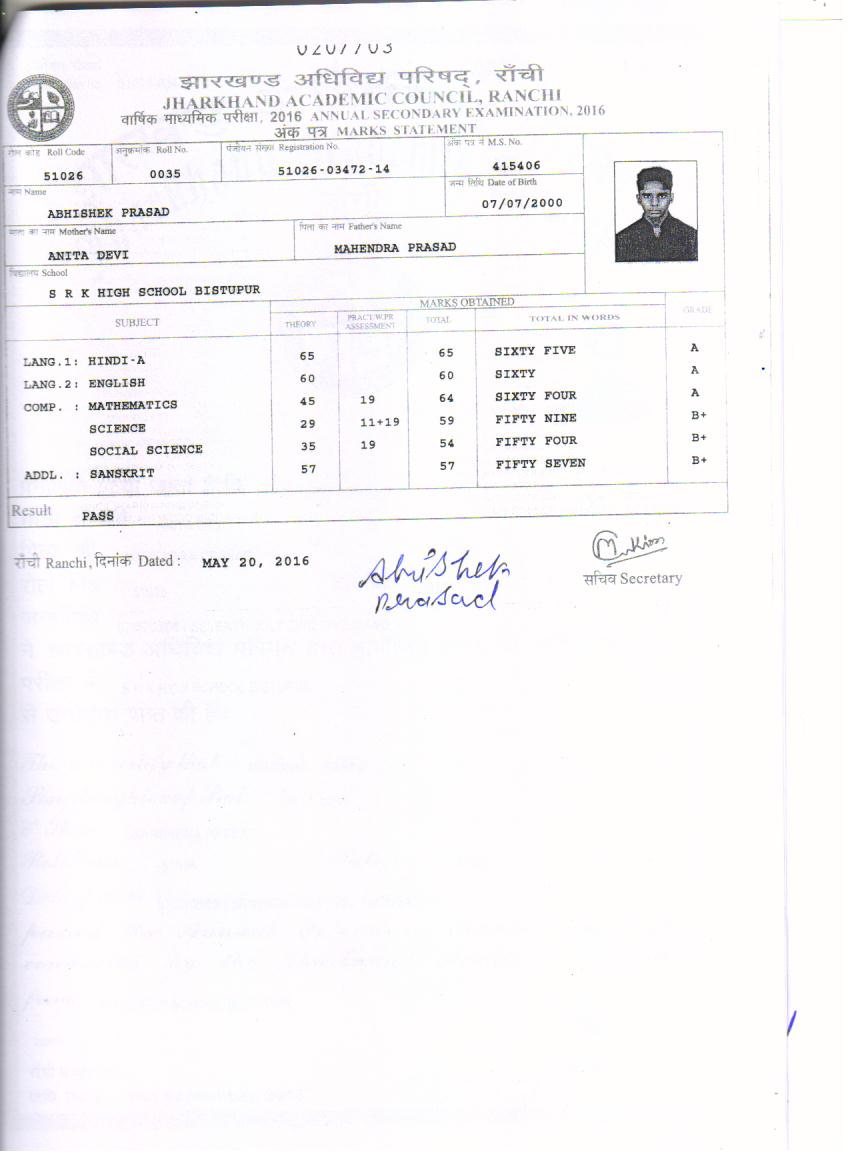 झारखण्ड अधिविद्य परिषद्, राँची
JHARKHAND ACADEMIC COUNCIL, RANCHI
वार्षिक माध्यमिक परीक्षा, 2016 ANNUAL SECONDARY EXAMINATION, 2016
अंक पत्र MARKS STATEMENT
रोल कोड Roll Code अनुक्रमांक Roll No. पंजीयन संख्या Registration No. अंक पत्र नं M.S. No.
51026 0035 51026-03472-14 415406
नाम Name जन्म तिथि Date of Birth
ABHISHEK PRASAD 07/07/2000
माता का नाम Mother's Name पिता का नाम Father's Name
ANITA DEVI MAHENDRA PRASAD
विद्यालय School
S R K HIGH SCHOOL BISTUPUR
SUBJECT MARKS OBTAINED GRADE
THEORY PRACT/W.PR ASSESSMENT TOTAL TOTAL IN WORDS
LANG.1: HINDI-A 65 65 SIXTY FIVE A
LANG.2: ENGLISH 60 60 SIXTY A
COMP. : MATHEMATICS 45 19 64 SIXTY FOUR A
SCIENCE 29 11+19 59 FIFTY NINE B+
SOCIAL SCIENCE 35 19 54 FIFTY FOUR B+
ADDL. : SANSKRIT 57 57 FIFTY SEVEN B+
Result PASS
राँची Ranchi, दिनांक Dated : MAY 20, 2016
Abhishek
Prasad
सचिव Secretary